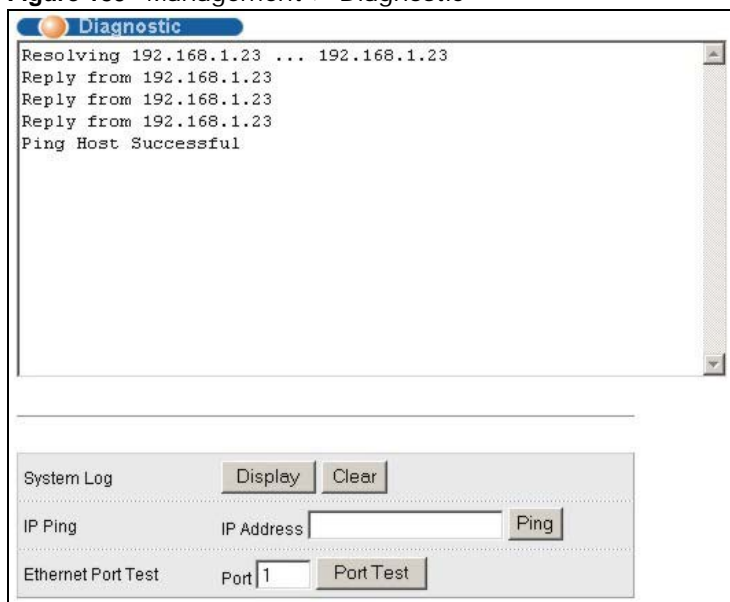 Management > Diagnostic
Diagnostic
Resolving 192.168.1.23 ... 192.168.1.23
Reply from 192.168.1.23
Reply from 192.168.1.23
Reply from 192.168.1.23
Ping Host Successful
System Log Display Clear
IP Ping IP Address Ping
Ethernet Port Test Port 1 Port Test